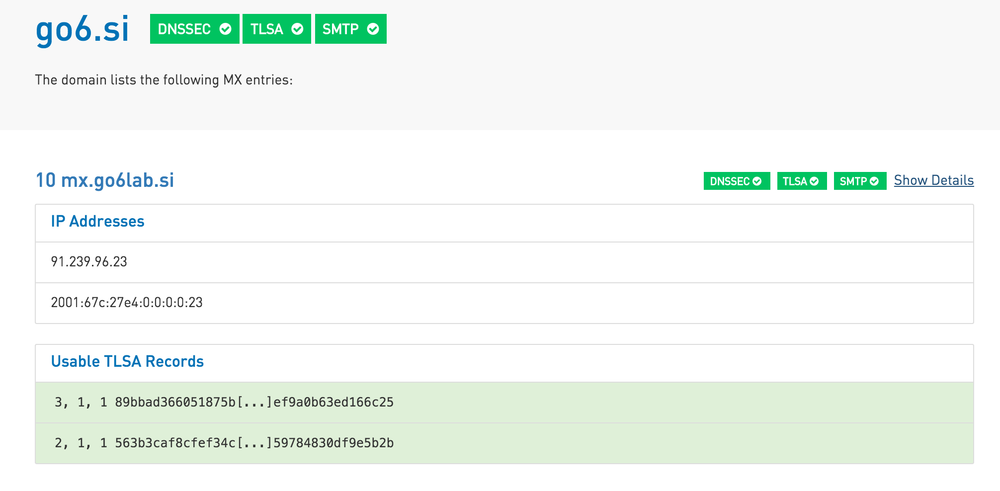 go6.si DNSSEC TLSA SMTP
The domain lists the following MX entries:
10 mx.go6lab.si DNSSEC TLSA SMTP Show Details
IP Addresses
91.239.96.23
2001:67c:27e4:0:0:0:0:23
Usable TLSA Records
3, 1, 1 89bbad366051875b[...]ef9a0b63ed166c25
2, 1, 1 563b3caf8cfef34c[...]59784830df9e5b2b